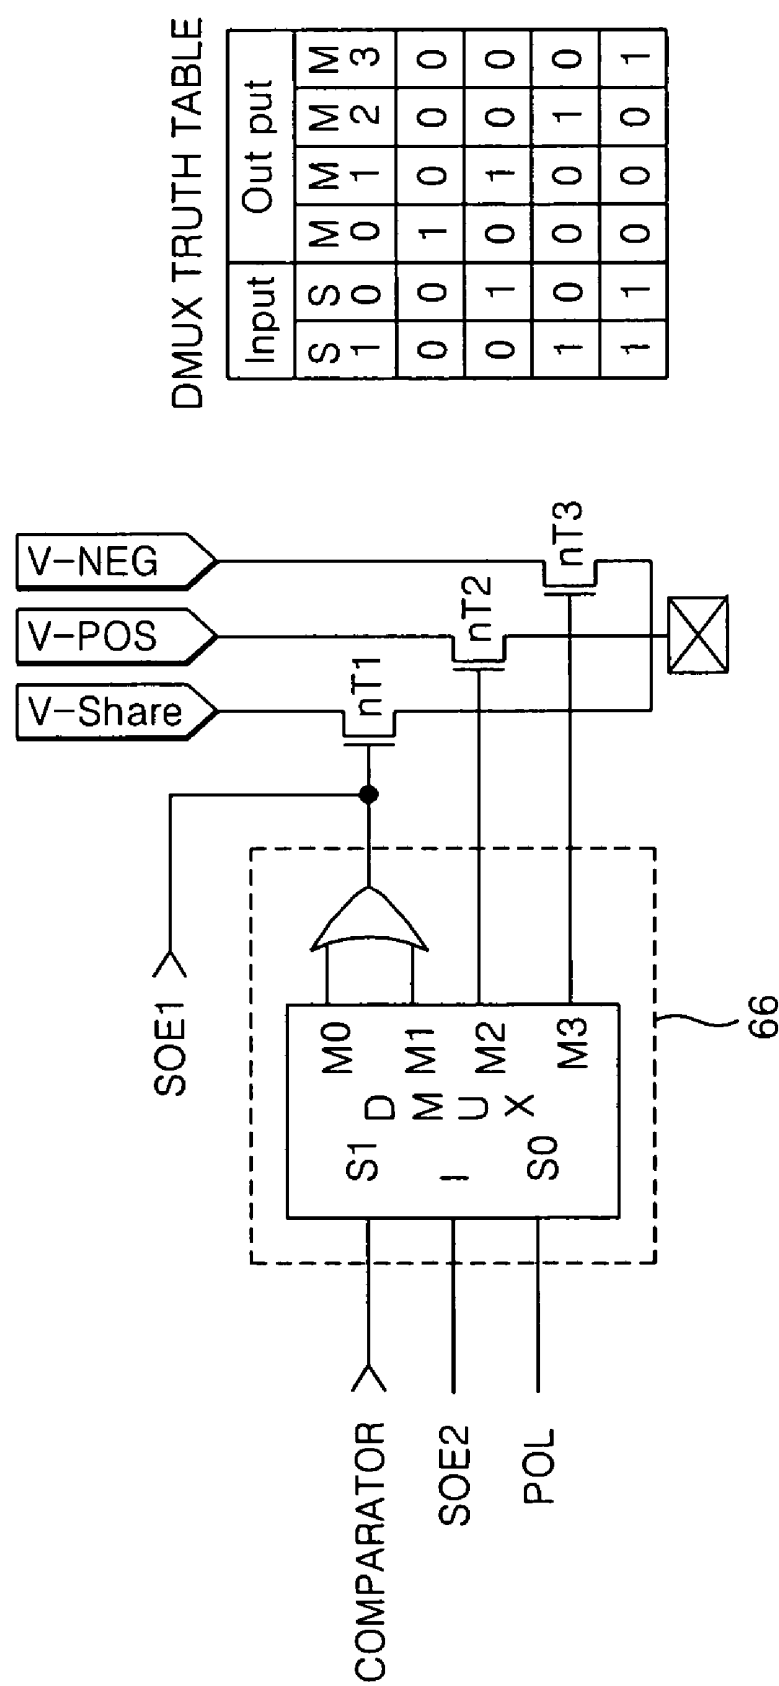 COMPARATOR
SOE2
POL
S1
I
S0
D
M
U
X
M0
M1
M2
M3
66
SOE1
V-Share
V-POS
V-NEG
nT1
nT2
nT3
DMUX TRUTH TABLE
Input Out put
S1 S0 M0 M1 M2 M3
0 0 1 0 0 0
0 1 0 1 0 0
1 0 0 0 1 0
1 1 0 0 0 1